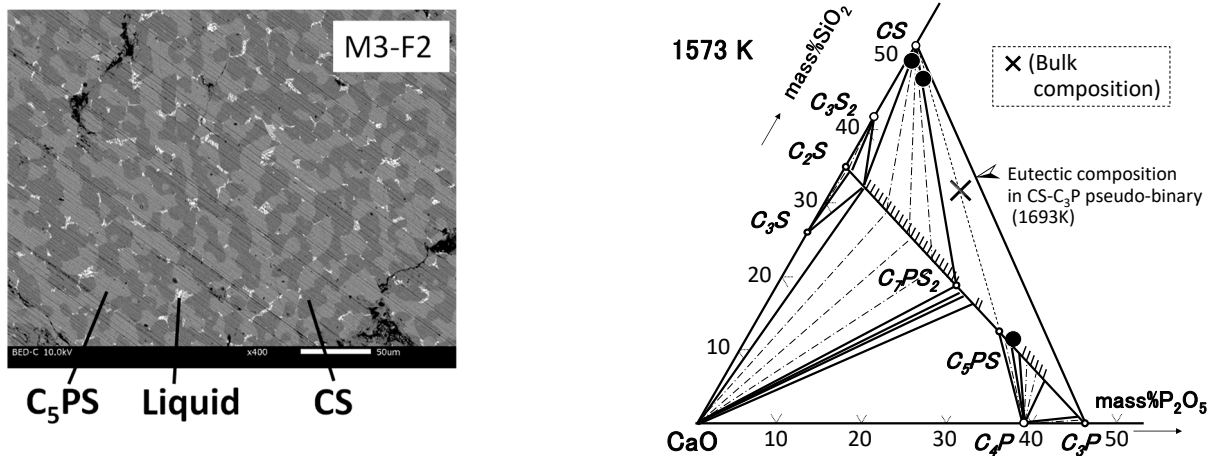 M3-F2
BED-C 10.0kV x400 50um
C₅PS Liquid CS
1573 K
mass%SiO₂
CS
50
× (Bulk
composition)
C₃S₂
40
C₂S
Eutectic composition
in CS-C₃P pseudo-binary
(1693K)
30
C₃S
20
C₇PS₂
10
C₅PS
mass%P₂O₅
CaO 10 20 30 40 50
C₄P C₃P